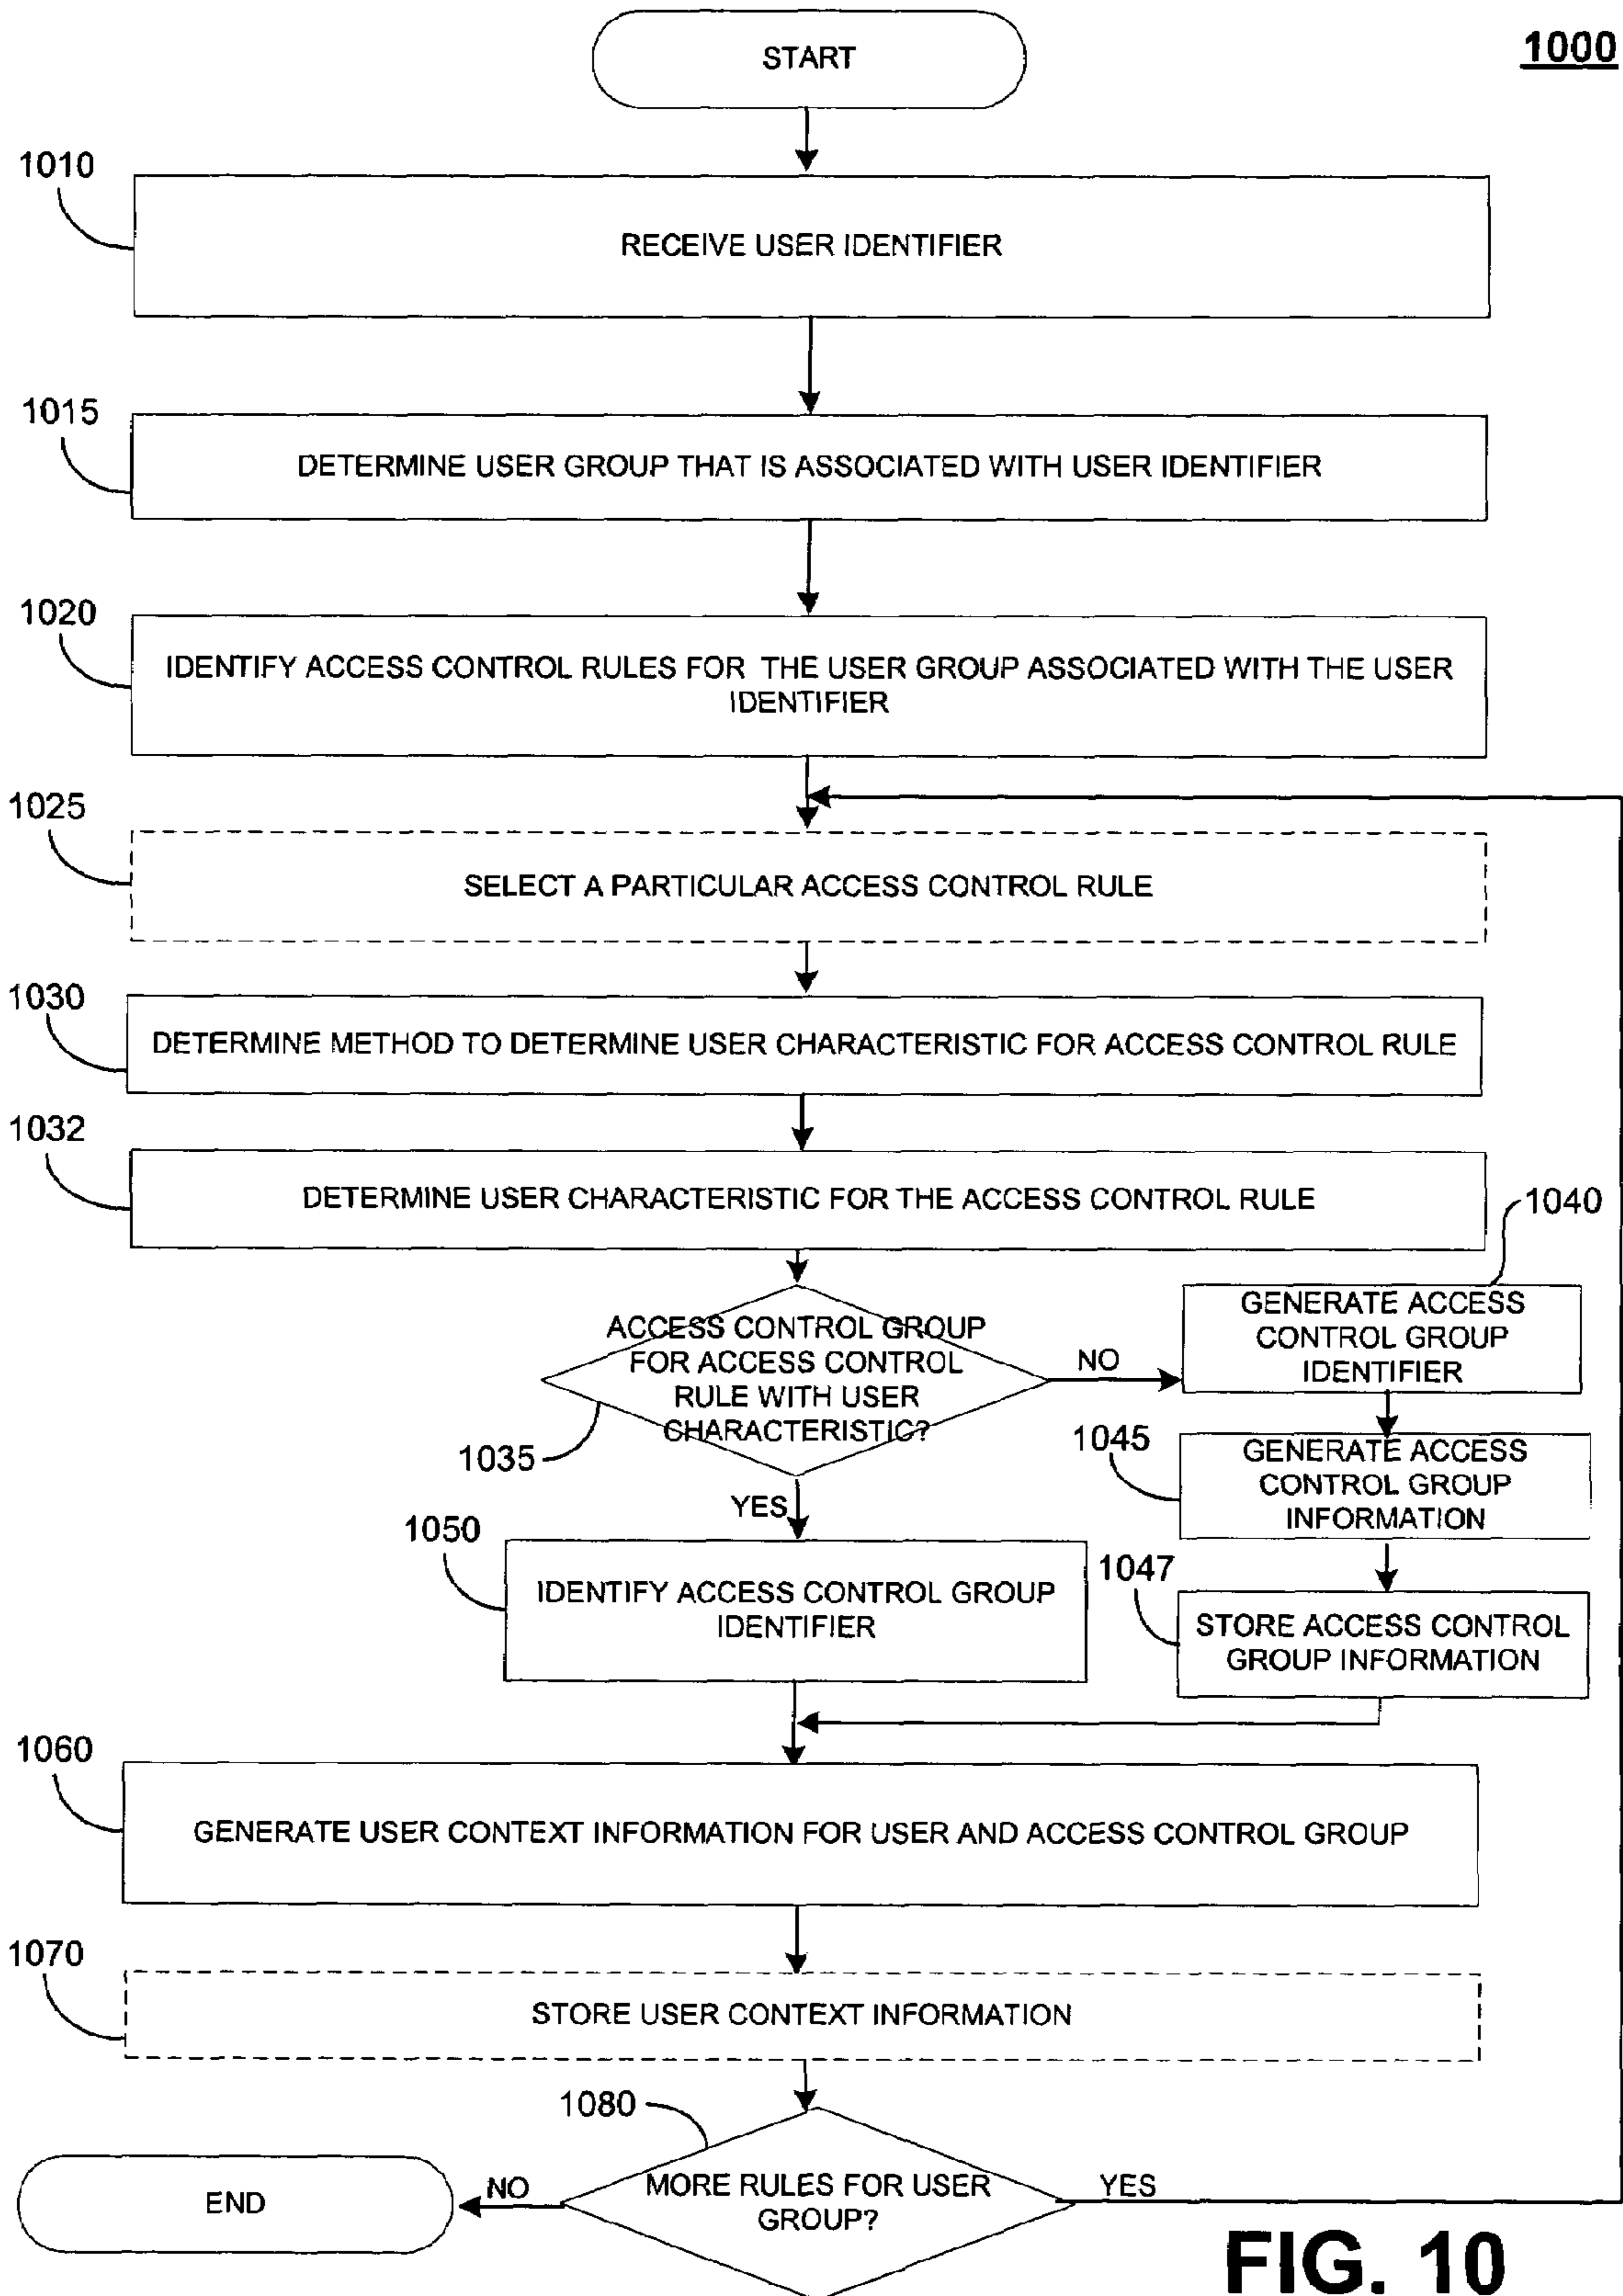 START
1000
1010
RECEIVE USER IDENTIFIER
1015
DETERMINE USER GROUP THAT IS ASSOCIATED WITH USER IDENTIFIER
1020
IDENTIFY ACCESS CONTROL RULES FOR THE USER GROUP ASSOCIATED WITH THE USER
IDENTIFIER
1025
SELECT A PARTICULAR ACCESS CONTROL RULE
1030
DETERMINE METHOD TO DETERMINE USER CHARACTERISTIC FOR ACCESS CONTROL RULE
1032
DETERMINE USER CHARACTERISTIC FOR THE ACCESS CONTROL RULE
ACCESS CONTROL GROUP
FOR ACCESS CONTROL
RULE WITH USER
CHARACTERISTIC?
1035
NO
1040
GENERATE ACCESS
CONTROL GROUP
IDENTIFIER
1045
GENERATE ACCESS
CONTROL GROUP
INFORMATION
YES
1050
IDENTIFY ACCESS CONTROL GROUP
IDENTIFIER
1047
STORE ACCESS CONTROL
GROUP INFORMATION
1060
GENERATE USER CONTEXT INFORMATION FOR USER AND ACCESS CONTROL GROUP
1070
STORE USER CONTEXT INFORMATION
1080
MORE RULES FOR USER
GROUP?
NO
END
YES
FIG. 10